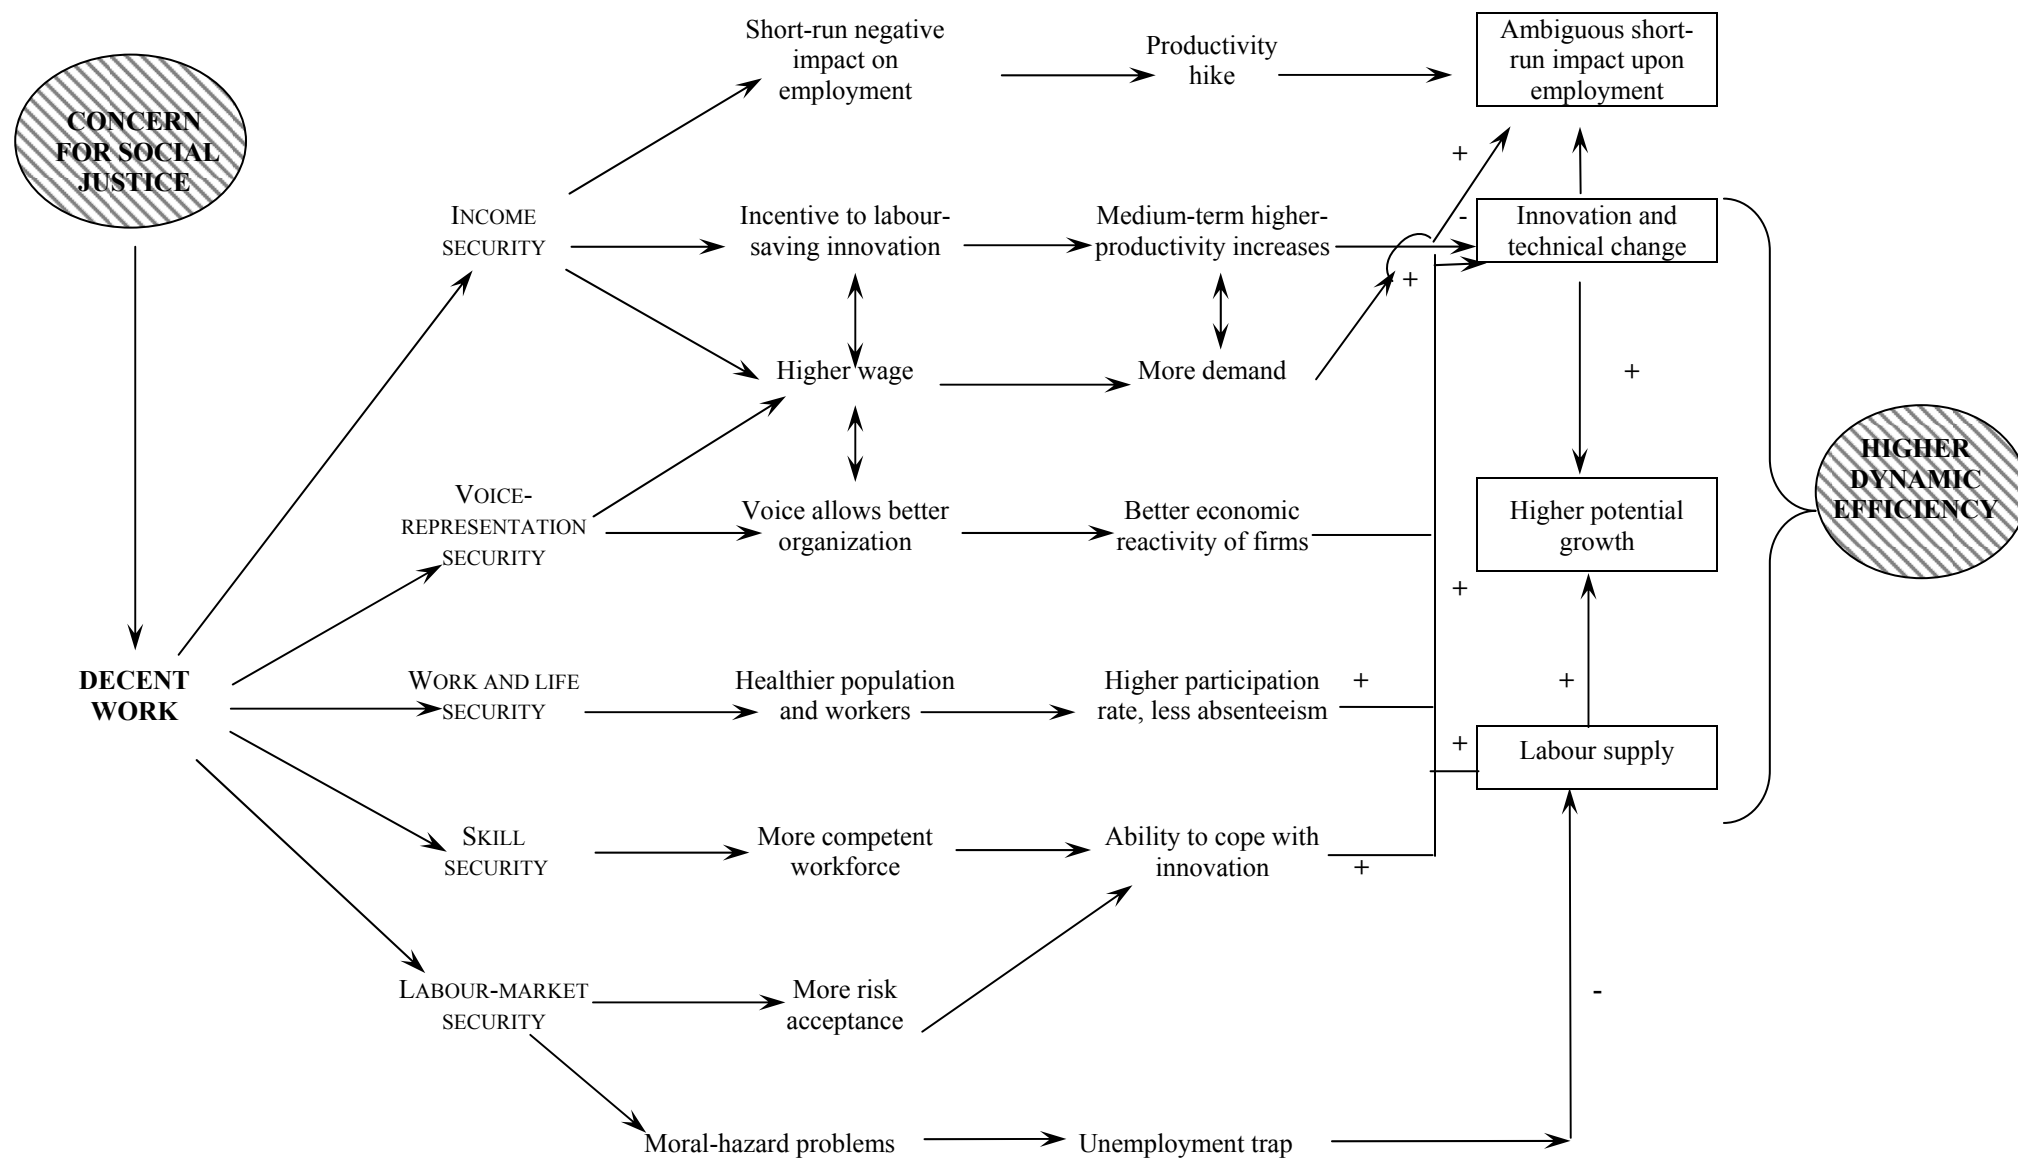 CONCERN
FOR SOCIAL
JUSTICE
DECENT
WORK
INCOME
SECURITY
VOICE-
REPRESENTATION
SECURITY
WORK AND LIFE
SECURITY
SKILL
SECURITY
LABOUR-MARKET
SECURITY
Short-run negative
impact on
employment
Incentive to labour-
saving innovation
Higher wage
Voice allows better
organization
Healthier population
and workers
More competent
workforce
More risk
acceptance
Moral-hazard problems
Productivity
hike
Medium-term higher-
productivity increases
More demand
Better economic
reactivity of firms
Higher participation
rate, less absenteeism
Ability to cope with
innovation
Unemployment trap
+
-
+
+
+
+
+
Ambiguous short-
run impact upon
employment
Innovation and
technical change
+
Higher potential
growth
+
Labour supply
-
HIGHER
DYNAMIC
EFFICIENCY